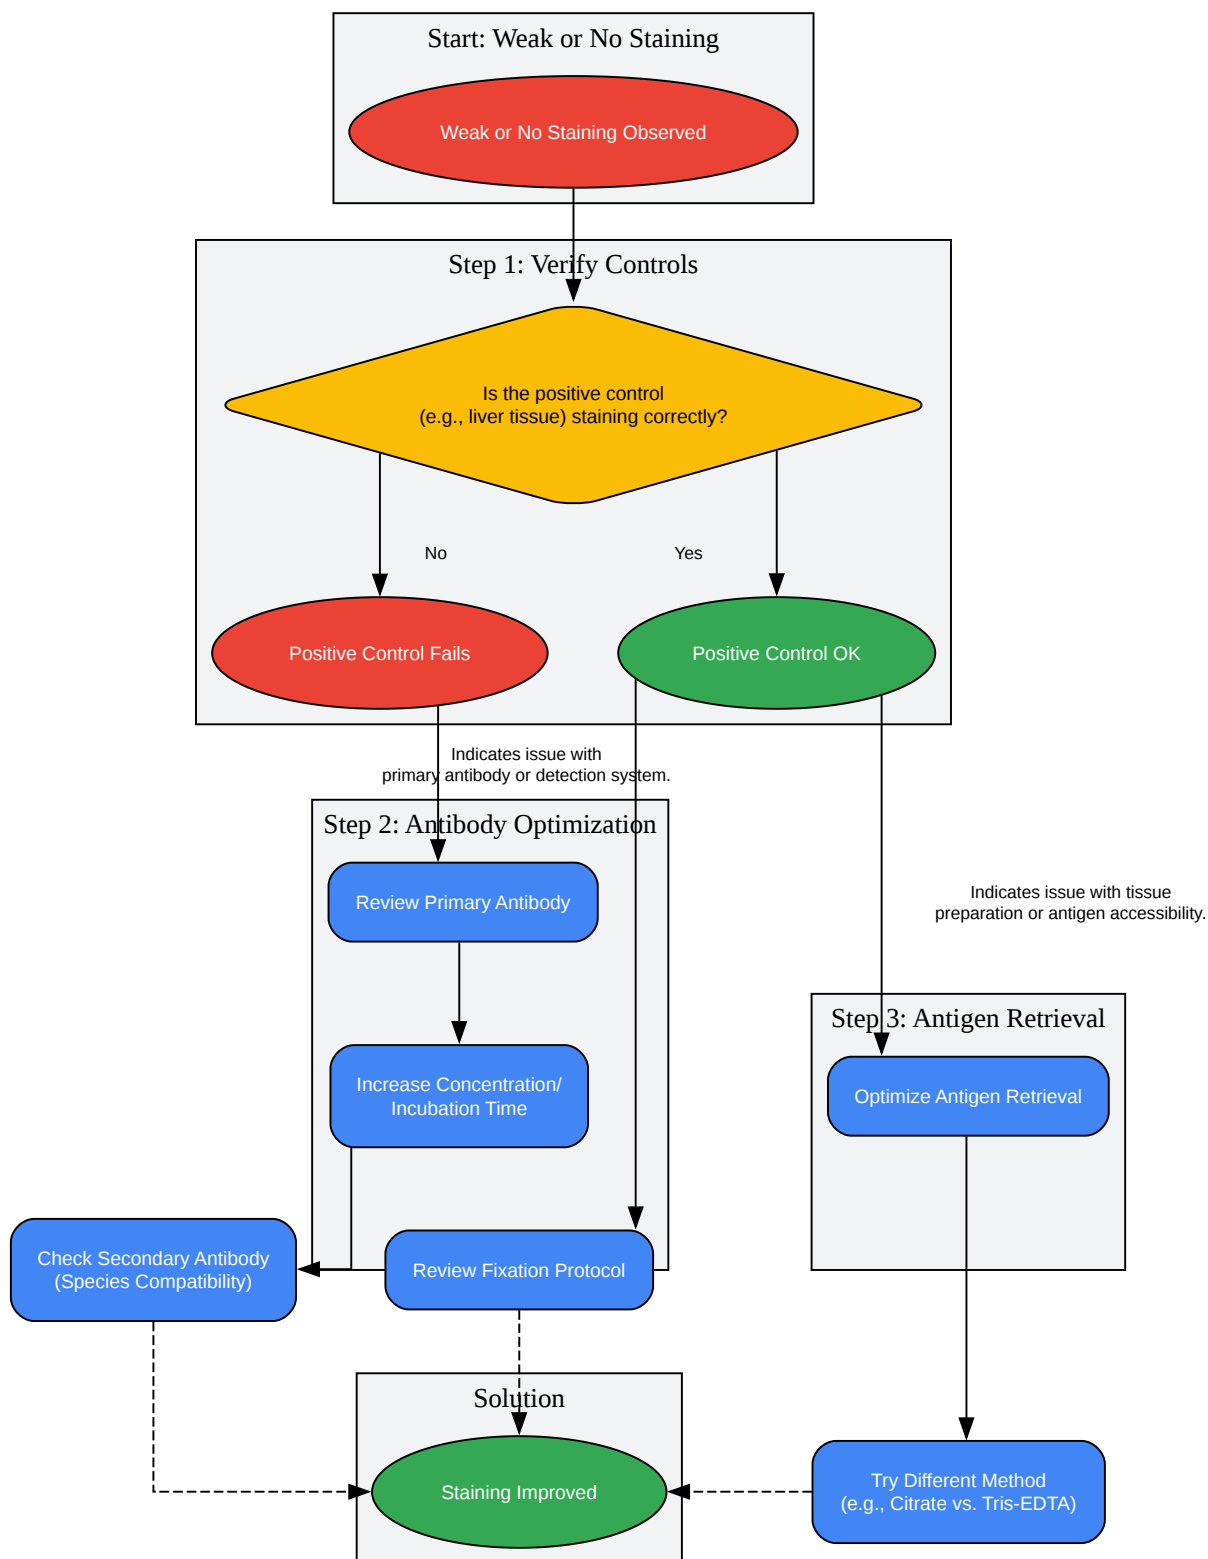 Start: Weak or No Staining
Weak or No Staining Observed
Step 1: Verify Controls
Is the positive control
(e.g., liver tissue) staining correctly?
No
Yes
Positive Control Fails
Positive Control OK
Indicates issue with
primary antibody or detection system.
Step 2: Antibody Optimization
Review Primary Antibody
Indicates issue with tissue
preparation or antigen accessibility.
Step 3: Antigen Retrieval
Increase Concentration/
Incubation Time
Optimize Antigen Retrieval
Check Secondary Antibody
(Species Compatibility)
Review Fixation Protocol
Solution
Staining Improved
Try Different Method
(e.g., Citrate vs. Tris-EDTA)